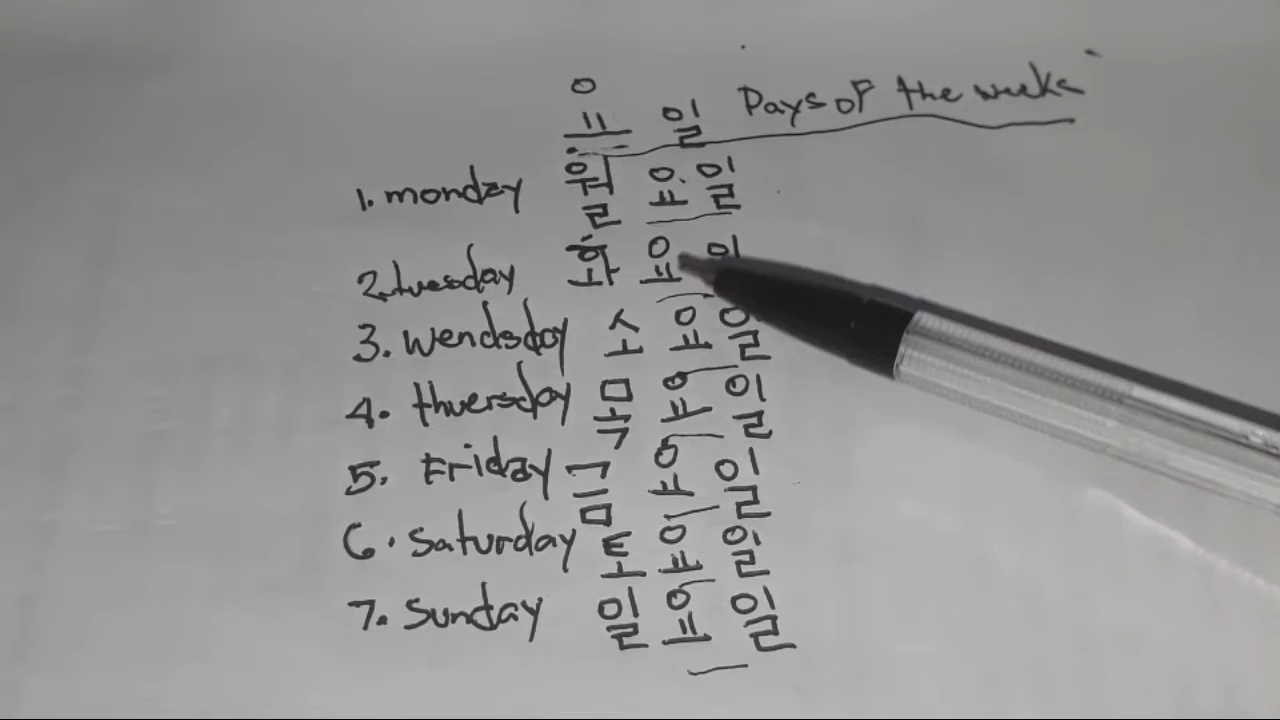 요 일 Days of the weeks
1. monday 월 요 일
2. tuesday 화 요 일
3. wendsday 소 요 일
4. thuersday 목 요 일
5. Friday 금 요 일
6. saturday 토 요 일
7. sunday 일 요 일